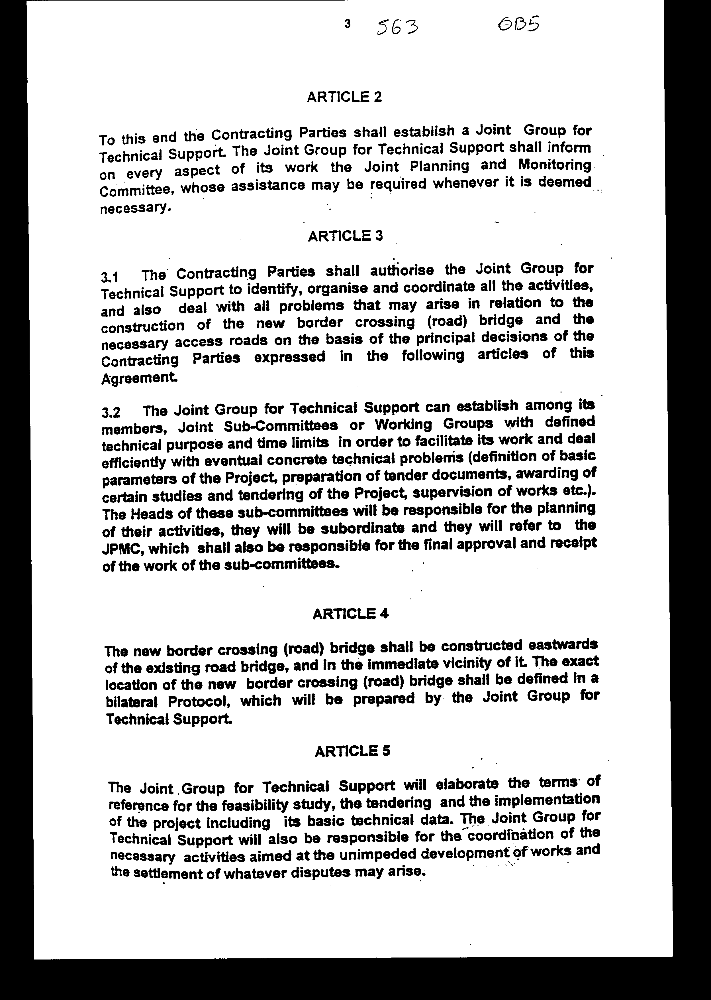 3 563 6B5
ARTICLE 2
To this end the Contracting Parties shall establish a Joint Group for
Technical Support. The Joint Group for Technical Support shall inform
on every aspect of its work the Joint Planning and Monitoring
Committee, whose assistance may be required whenever it is deemed
necessary.
ARTICLE 3
3.1 The Contracting Parties shall authorise the Joint Group for
Technical Support to identify, organise and coordinate all the activities,
and also deal with all problems that may arise in relation to the
construction of the new border crossing (road) bridge and the
necessary access roads on the basis of the principal decisions of the
Contracting Parties expressed in the following articles of this
Agreement.
3.2 The Joint Group for Technical Support can establish among its
members, Joint Sub-Committees or Working Groups with defined
technical purpose and time limits in order to facilitate its work and deal
efficiently with eventual concrete technical problems (definition of basic
parameters of the Project, preparation of tender documents, awarding of
certain studies and tendering of the Project, supervision of works etc.).
The Heads of these sub-committees will be responsible for the planning
of their activities, they will be subordinate and they will refer to the
JPMC, which shall also be responsible for the final approval and receipt
of the work of the sub-committees.
ARTICLE 4
The new border crossing (road) bridge shall be constructed eastwards
of the existing road bridge, and in the immediate vicinity of it. The exact
location of the new border crossing (road) bridge shall be defined in a
bilateral Protocol, which will be prepared by the Joint Group for
Technical Support.
ARTICLE 5
The Joint Group for Technical Support will elaborate the terms of
reference for the feasibility study, the tendering and the implementation
of the project including its basic technical data. The Joint Group for
Technical Support will also be responsible for the coordination of the
necessary activities aimed at the unimpeded development of works and
the settlement of whatever disputes may arise.